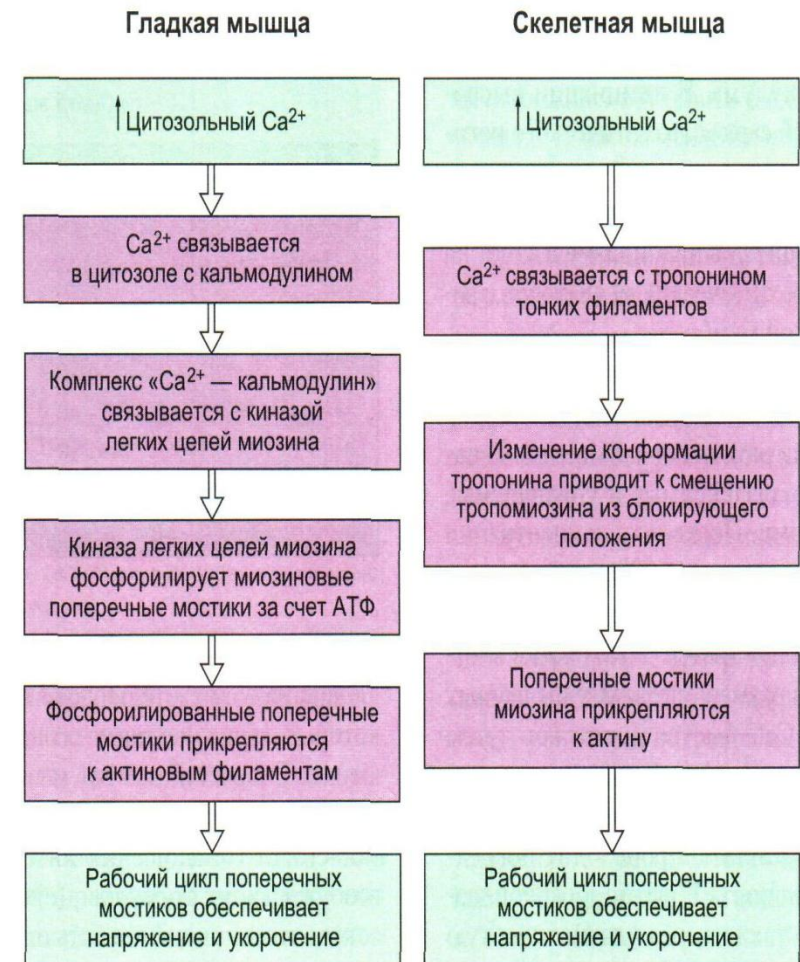 Гладкая мышца
↑ Цитозольный Ca²⁺
Ca²⁺ связывается
в цитозоле с кальмодулином
Комплекс «Ca²⁺ — кальмодулин»
связывается с киназой
легких цепей миозина
Киназа легких цепей миозина
фосфорилирует миозиновые
поперечные мостики за счет АТФ
Фосфорилированные поперечные
мостики прикрепляются
к актиновым филаментам
Рабочий цикл поперечных
мостиков обеспечивает
напряжение и укорочение
Скелетная мышца
↑ Цитозольный Ca²⁺
Ca²⁺ связывается с тропонином
тонких филаментов
Изменение конформации
тропонина приводит к смещению
тропомиозина из блокирующего
положения
Поперечные мостики
миозина прикрепляются
к актину
Рабочий цикл поперечных
мостиков обеспечивает
напряжение и укорочение